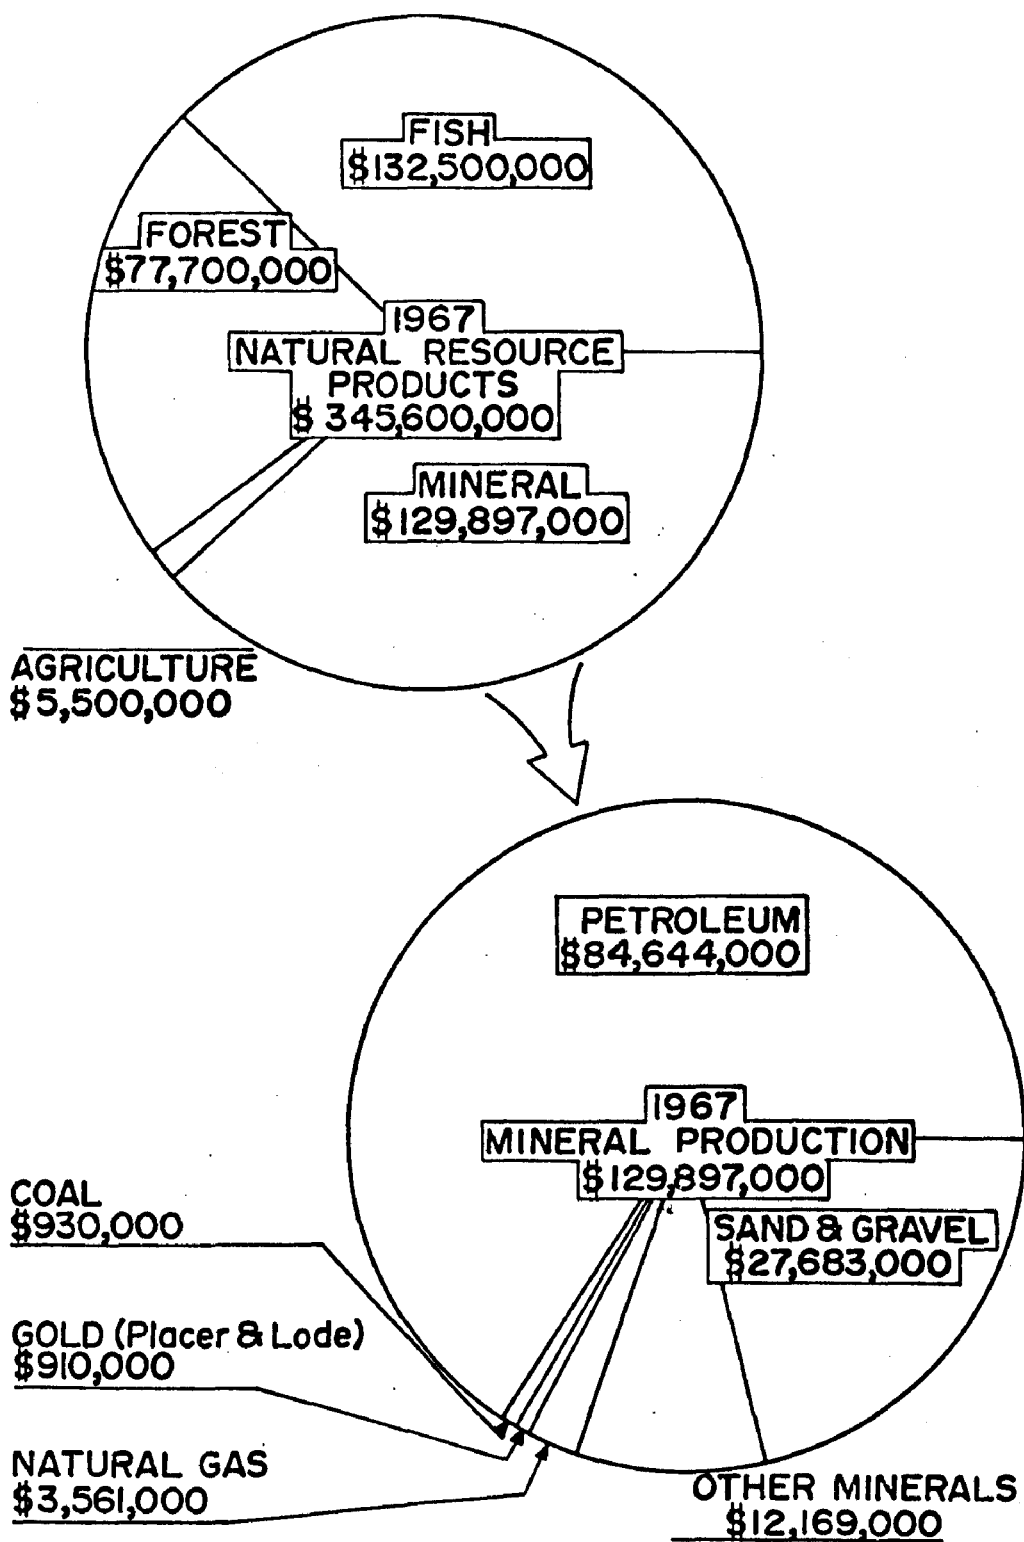 FISH
$132,500,000
FOREST
$77,700,000
1967
NATURAL RESOURCE
PRODUCTS
$ 345,600,000
MINERAL
$129,897,000
AGRICULTURE
$5,500,000
PETROLEUM
$84,644,000
1967
MINERAL PRODUCTION
$129,897,000
SAND & GRAVEL
$27,683,000
COAL
$930,000
GOLD (Placer & Lode)
$910,000
NATURAL GAS
$3,561,000
OTHER MINERALS
$12,169,000